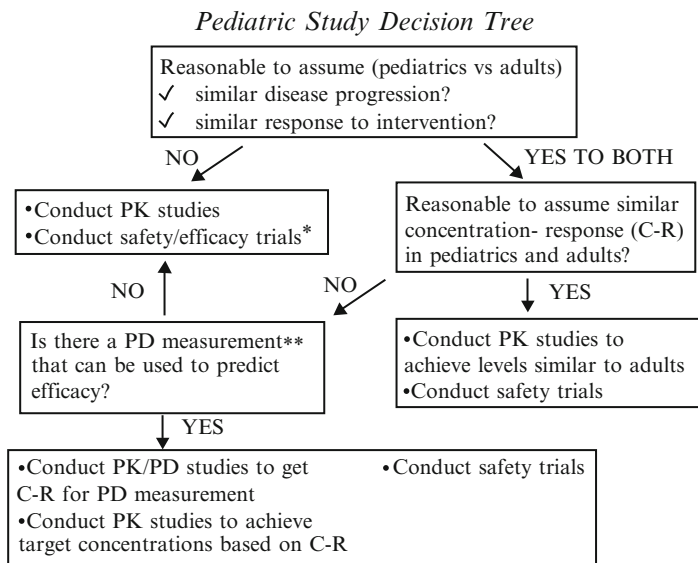 Pediatric Study Decision Tree
Reasonable to assume (pediatrics vs adults)
✓ similar disease progression?
✓ similar response to intervention?
NO
YES TO BOTH
•Conduct PK studies
•Conduct safety/efficacy trials*
Reasonable to assume similar
concentration- response (C-R)
in pediatrics and adults?
NO
NO
YES
Is there a PD measurement**
that can be used to predict
efficacy?
•Conduct PK studies to
achieve levels similar to adults
•Conduct safety trials
YES
•Conduct PK/PD studies to get
C-R for PD measurement
•Conduct PK studies to achieve
target concentrations based on C-R
•Conduct safety trials